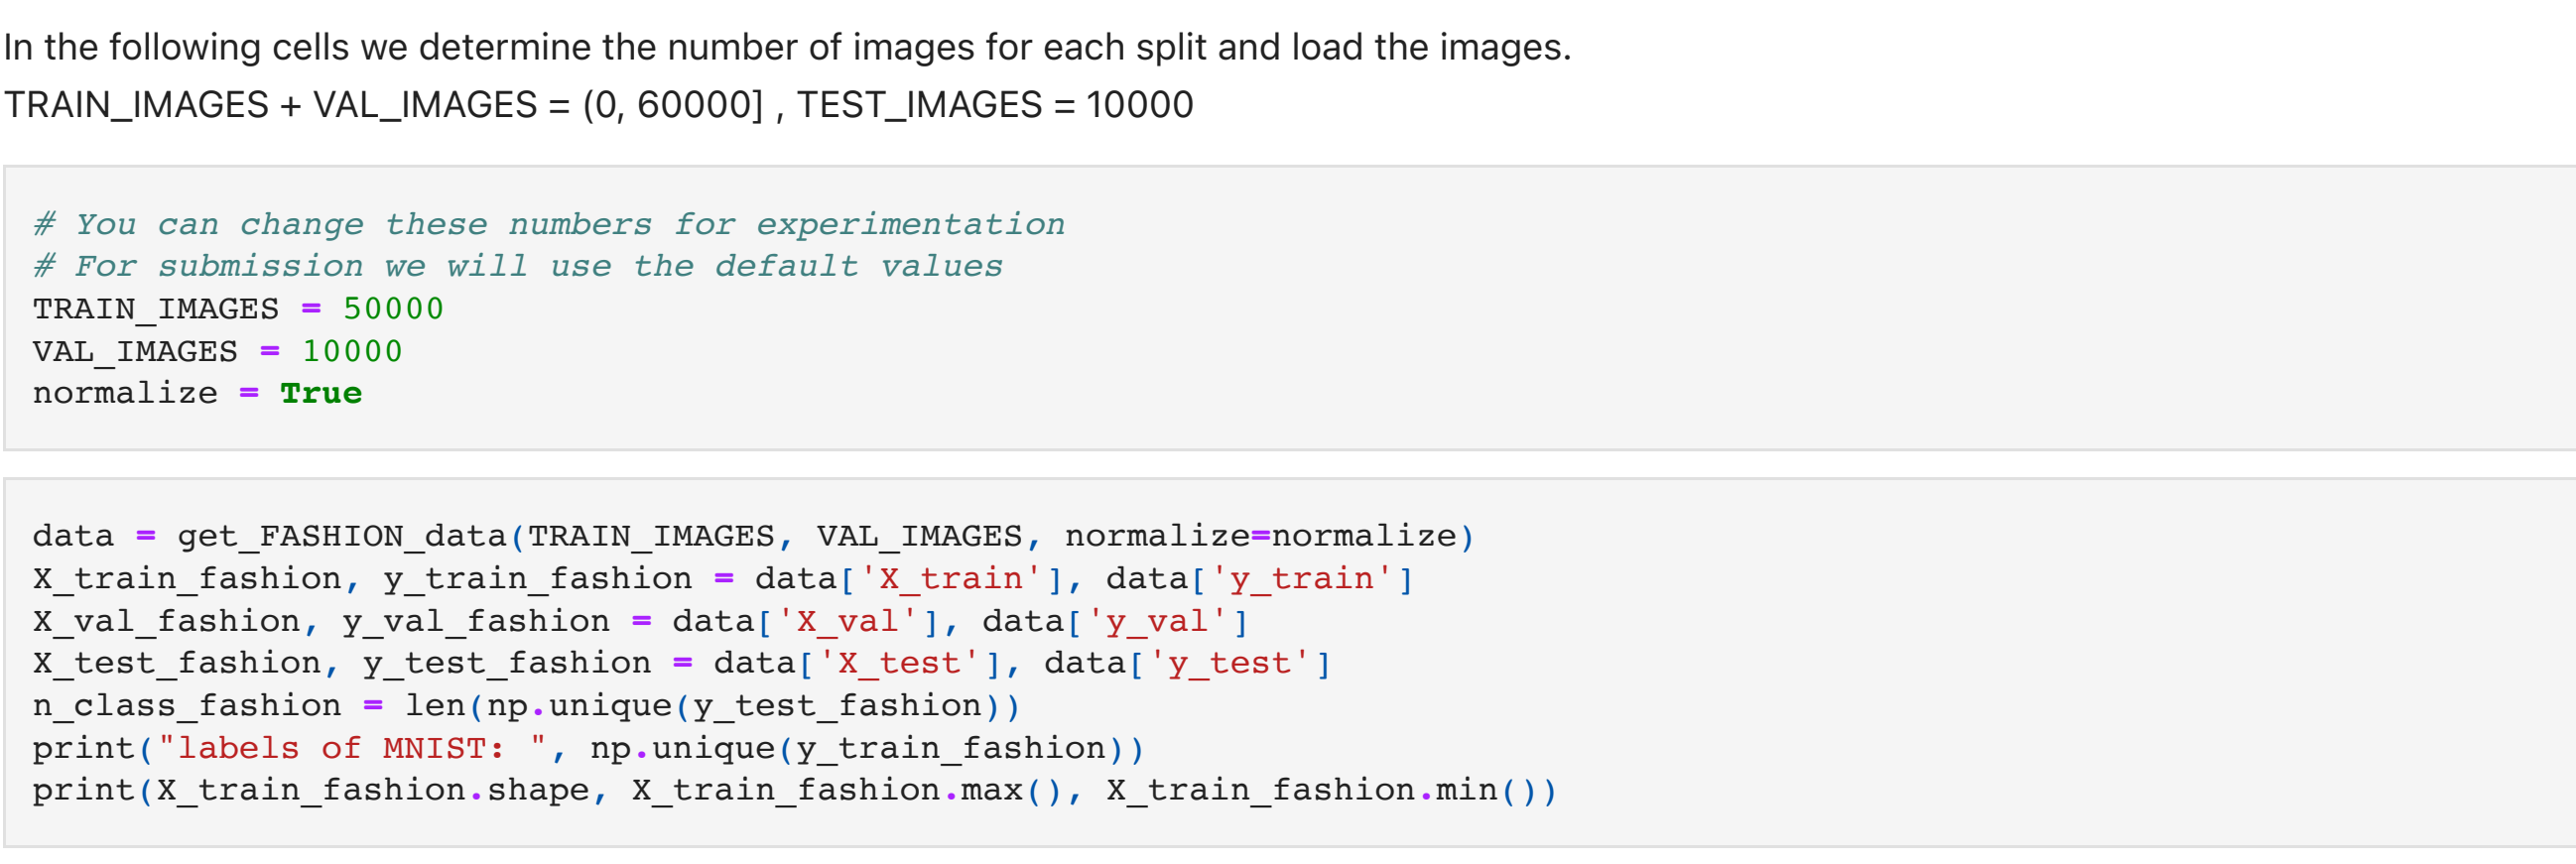 In the following cells we determine the number of images for each split and load the images.
TRAIN_IMAGES + VAL_IMAGES = (0, 60000] , TEST_IMAGES = 10000
# You can change these numbers for experimentation
# For submission we will use the default values
TRAIN_IMAGES = 50000
VAL_IMAGES = 10000
normalize = True
data = get_FASHION_data(TRAIN_IMAGES, VAL_IMAGES, normalize=normalize)
X_train_fashion, y_train_fashion = data['X_train'], data['y_train']
X_val_fashion, y_val_fashion = data['X_val'], data['y_val']
X_test_fashion, y_test_fashion = data['X_test'], data['y_test']
n_class_fashion = len(np.unique(y_test_fashion))
print("labels of MNIST: ", np.unique(y_train_fashion))
print(X_train_fashion.shape, X_train_fashion.max(), X_train_fashion.min())